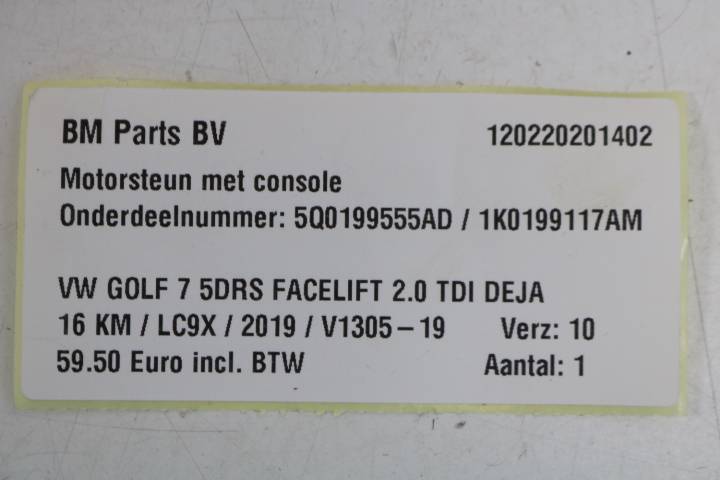 BM Parts BV 120220201402
Motorsteun met console
Onderdeelnummer: 5Q0199555AD / 1K0199117AM
VW GOLF 7 5DRS FACELIFT 2.0 TDI DEJA
16 KM / LC9X / 2019 / V1305-19 Verz: 10
59.50 Euro incl. BTW Aantal: 1